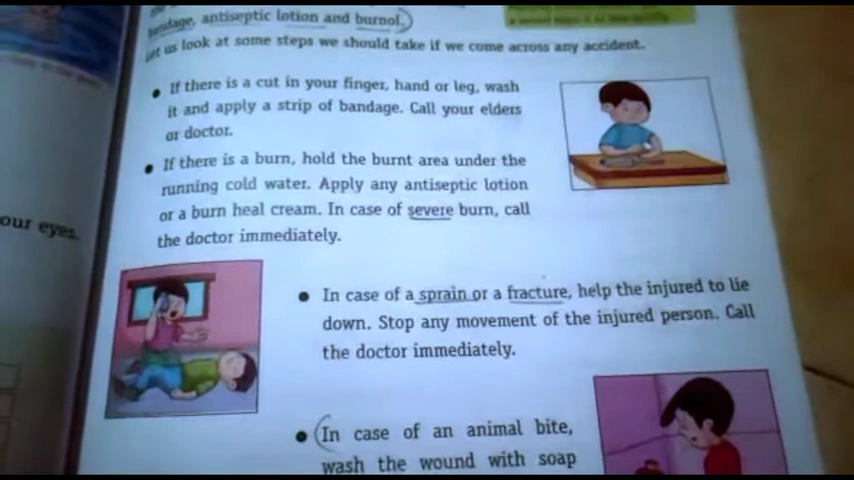 bandage, antiseptic lotion and burnol.
Let us look at some steps we should take if we come across any accident.
• If there is a cut in your finger, hand or leg, wash
it and apply a strip of bandage. Call your elders
or doctor.
• If there is a burn, hold the burnt area under the
running cold water. Apply any antiseptic lotion
or a burn heal cream. In case of severe burn, call
the doctor immediately.
our eyes.
• In case of a sprain or a fracture, help the injured to lie
down. Stop any movement of the injured person. Call
the doctor immediately.
• In case of an animal bite,
wash the wound with soap